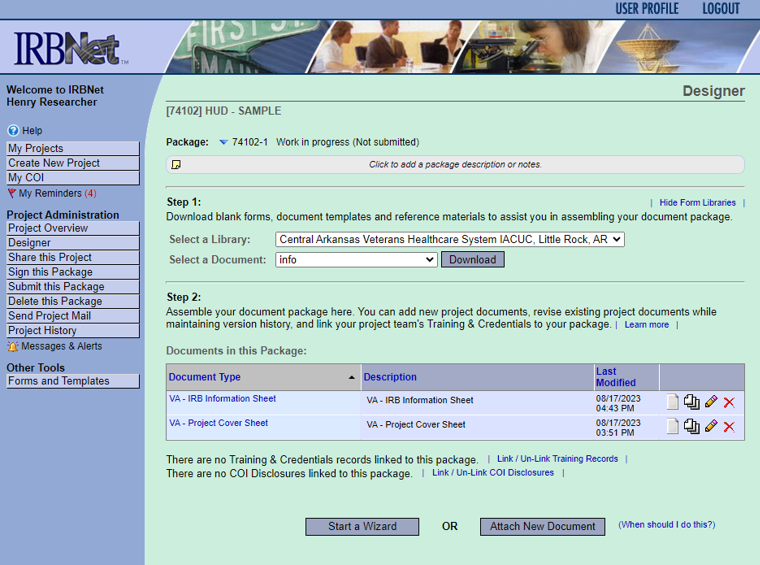 USER PROFILE LOGOUT
FIRST ST.
MAIN
IRBNet™
Welcome to IRBNet
Henry Researcher
Help
My Projects
Create New Project
My COI
My Reminders (4)
Project Administration
Project Overview
Designer
Share this Project
Sign this Package
Submit this Package
Delete this Package
Send Project Mail
Project History
Messages & Alerts
Other Tools
Forms and Templates
Designer
[74102] HUD - SAMPLE
Package: 74102-1 Work in progress (Not submitted)
Click to add a package description or notes.
Step 1: | Hide Form Libraries |
Download blank forms, document templates and reference materials to assist you in assembling your document package.
Select a Library: Central Arkansas Veterans Healthcare System IACUC, Little Rock, AR
Select a Document: info Download
Step 2:
Assemble your document package here. You can add new project documents, revise existing project documents while
maintaining version history, and link your project team's Training & Credentials to your package. | Learn more |
Documents in this Package:
Document Type Description Last
Modified
VA - IRB Information Sheet VA - IRB Information Sheet 08/17/2023
04:43 PM
VA - Project Cover Sheet VA - Project Cover Sheet 08/17/2023
03:51 PM
There are no Training & Credentials records linked to this package. | Link / Un-Link Training Records |
There are no COI Disclosures linked to this package. | Link / Un-Link COI Disclosures |
Start a Wizard OR Attach New Document (When should I do this?)